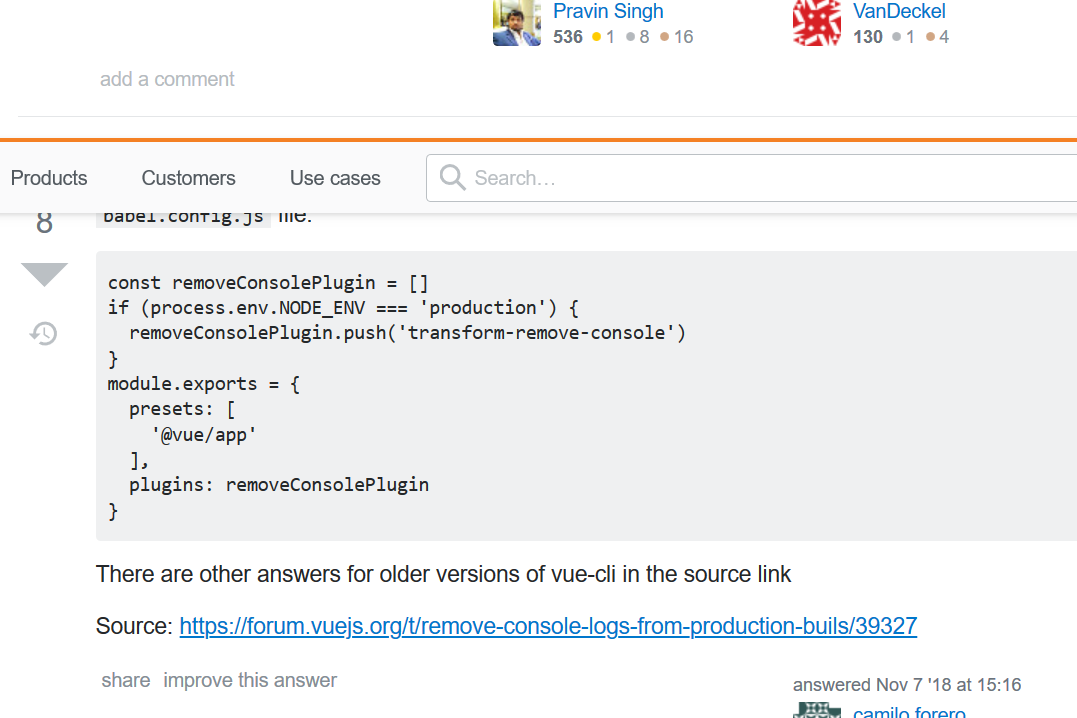 Pravin Singh
536 1 8 16
VanDeckel
130 1 4
add a comment
Products Customers Use cases Search…
8
babel.config.js file:
const removeConsolePlugin = []
if (process.env.NODE_ENV === 'production') {
  removeConsolePlugin.push('transform-remove-console')
}
module.exports = {
  presets: [
    '@vue/app'
  ],
  plugins: removeConsolePlugin
}
There are other answers for older versions of vue-cli in the source link
Source: https://forum.vuejs.org/t/remove-console-logs-from-production-buils/39327
share improve this answer
answered Nov 7 '18 at 15:16
camilo forero